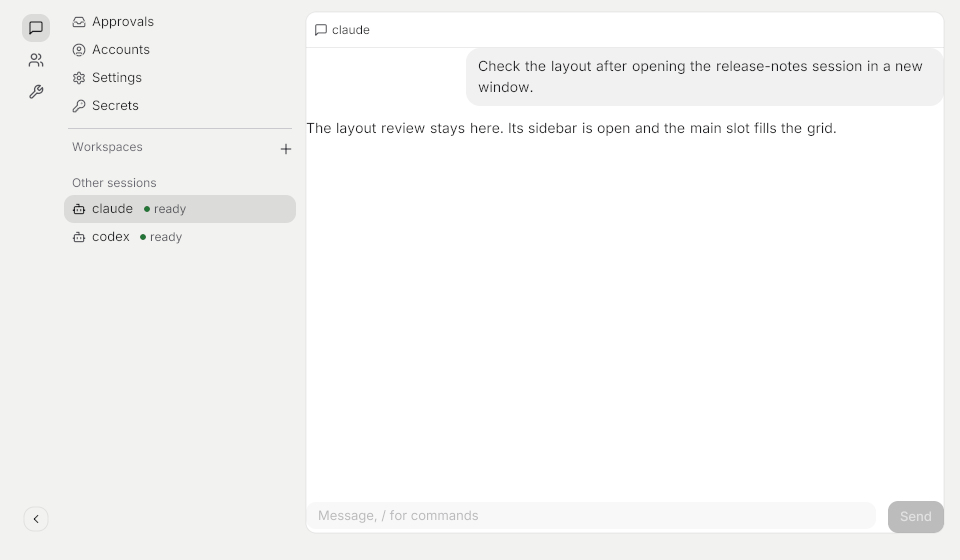 Approvals
Accounts
Settings
Secrets
Workspaces
Other sessions
claude ready
codex ready
claude
Check the layout after opening the release-notes session in a new
window.
The layout review stays here. Its sidebar is open and the main slot fills the grid.
Message, / for commands
Send